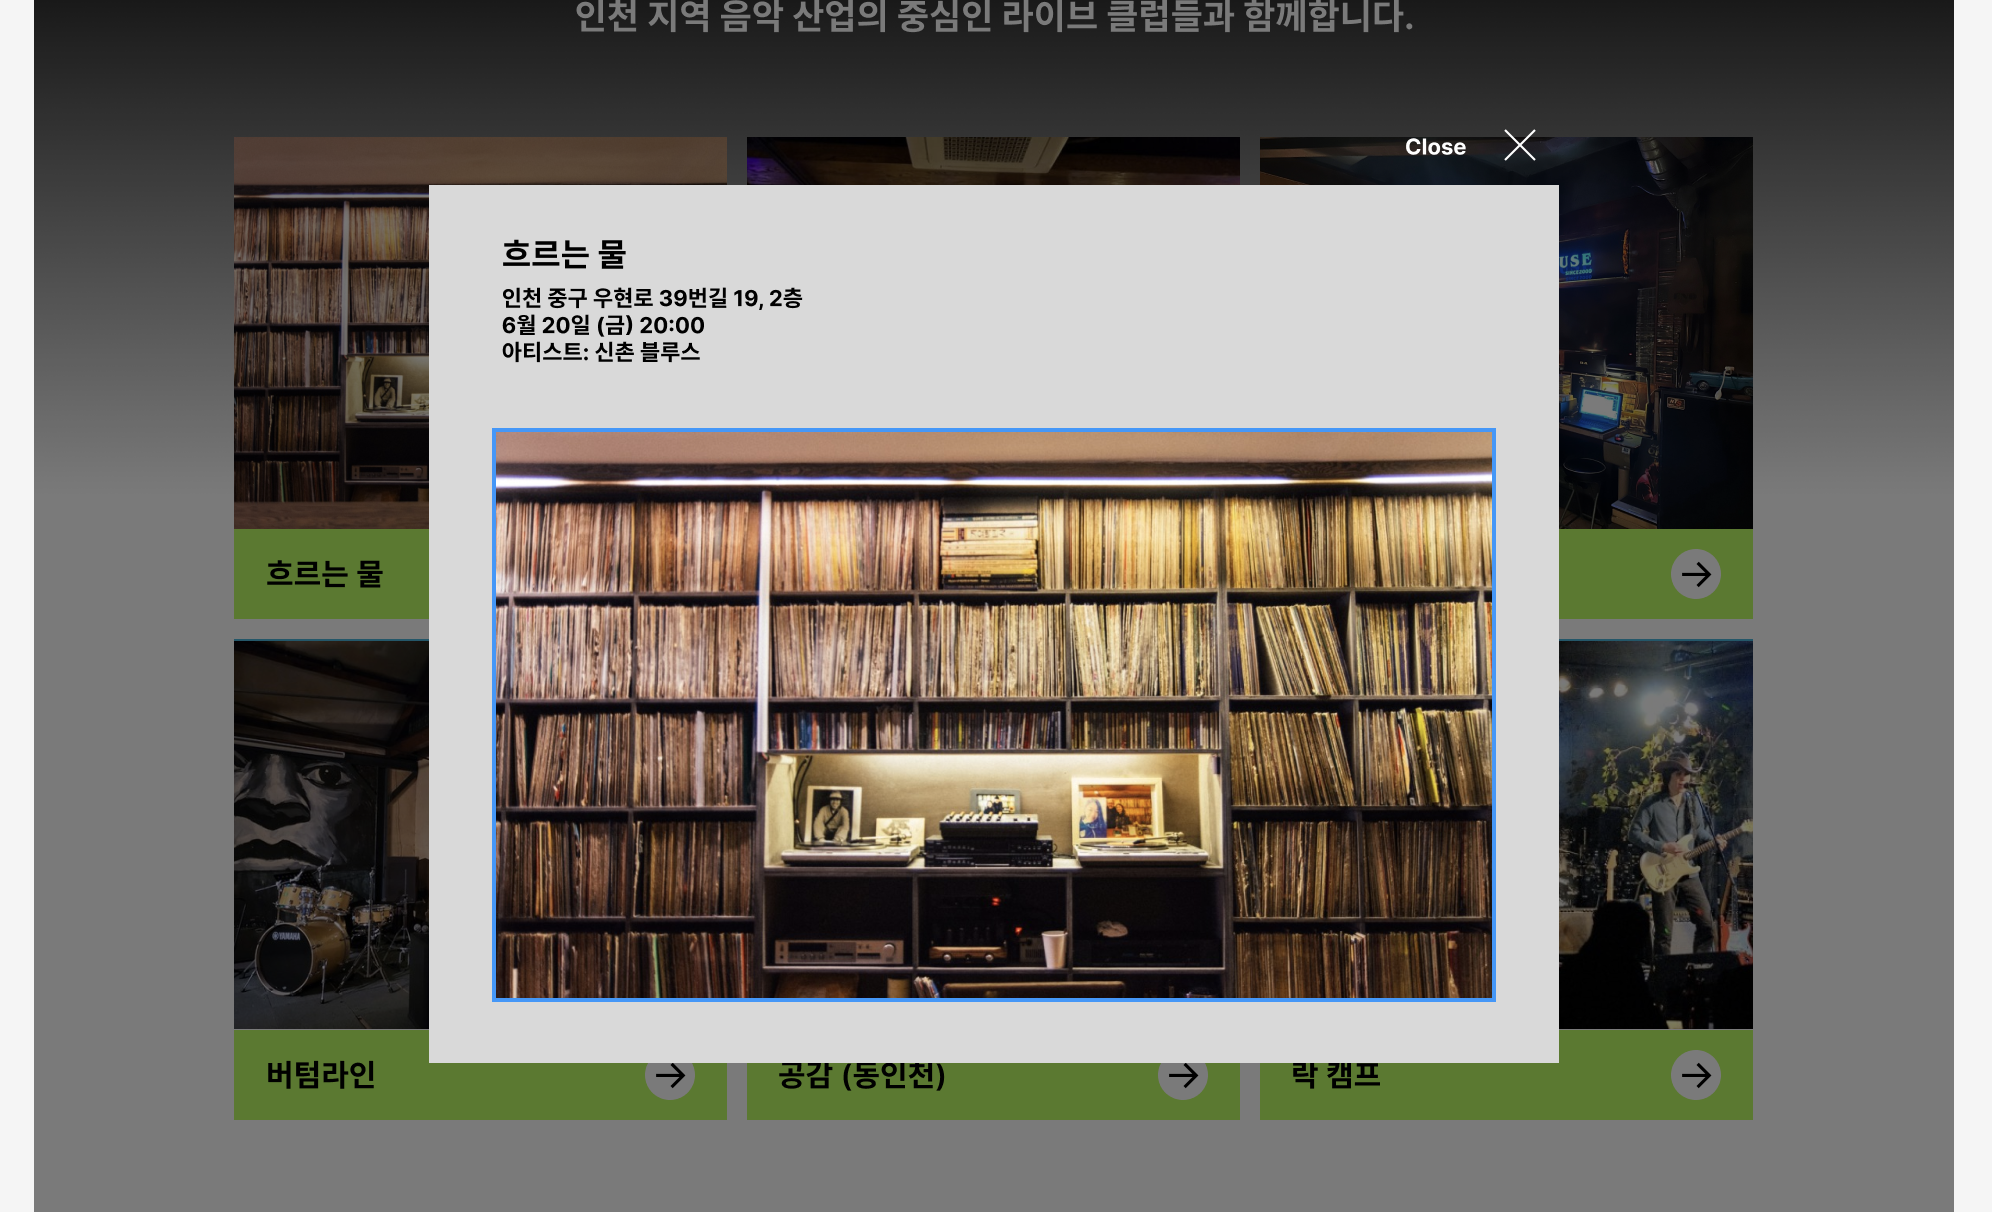 인천 지역 음악 산업의 중심인 라이브 클럽들과 함께합니다.
Close
흐르는 물
인천 중구 우현로 39번길 19, 2층
6월 20일 (금) 20:00
아티스트: 신촌 블루스
USE
SINCE2000
흐르는 물
YAMAHA
버텀라인
공감 (동인천)
락 캠프